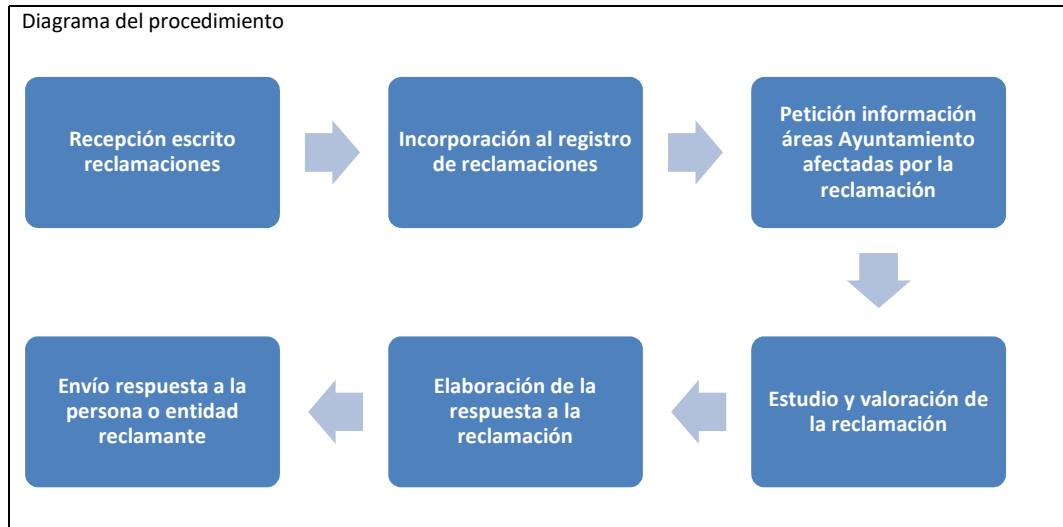 Diagrama del procedimiento
Recepción escrito
reclamaciones
Incorporación al registro
de reclamaciones
Petición información
áreas Ayuntamiento
afectadas por la
reclamación
Estudio y valoración de
la reclamación
Elaboración de la
respuesta a la
reclamación
Envío respuesta a la
persona o entidad
reclamante